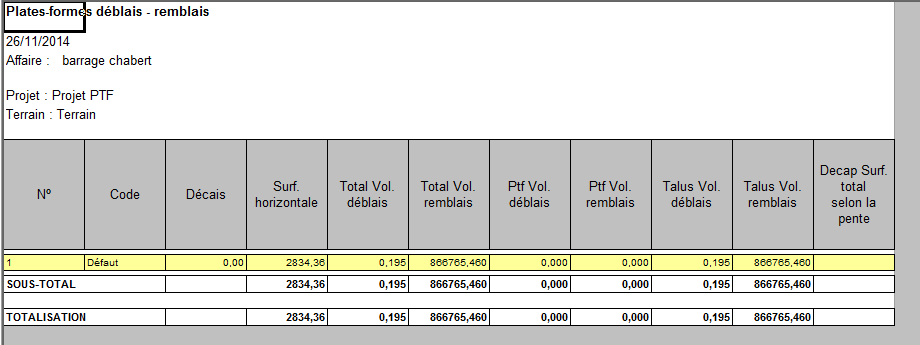 Plates-formes déblais - remblais
26/11/2014
Affaire : barrage chabert
Projet : Projet PTF
Terrain : Terrain
Nº Code Décais Surf. horizontale Total Vol. déblais Total Vol. remblais Ptf Vol. déblais Ptf Vol. remblais Talus Vol. déblais Talus Vol. remblais Decap Surf. total selon la pente
1 Défaut 0,00 2834,36 0,195 866765,460 0,000 0,000 0,195 866765,460
SOUS-TOTAL 2834,36 0,195 866765,460 0,000 0,000 0,195 866765,460
TOTALISATION 2834,36 0,195 866765,460 0,000 0,000 0,195 866765,460